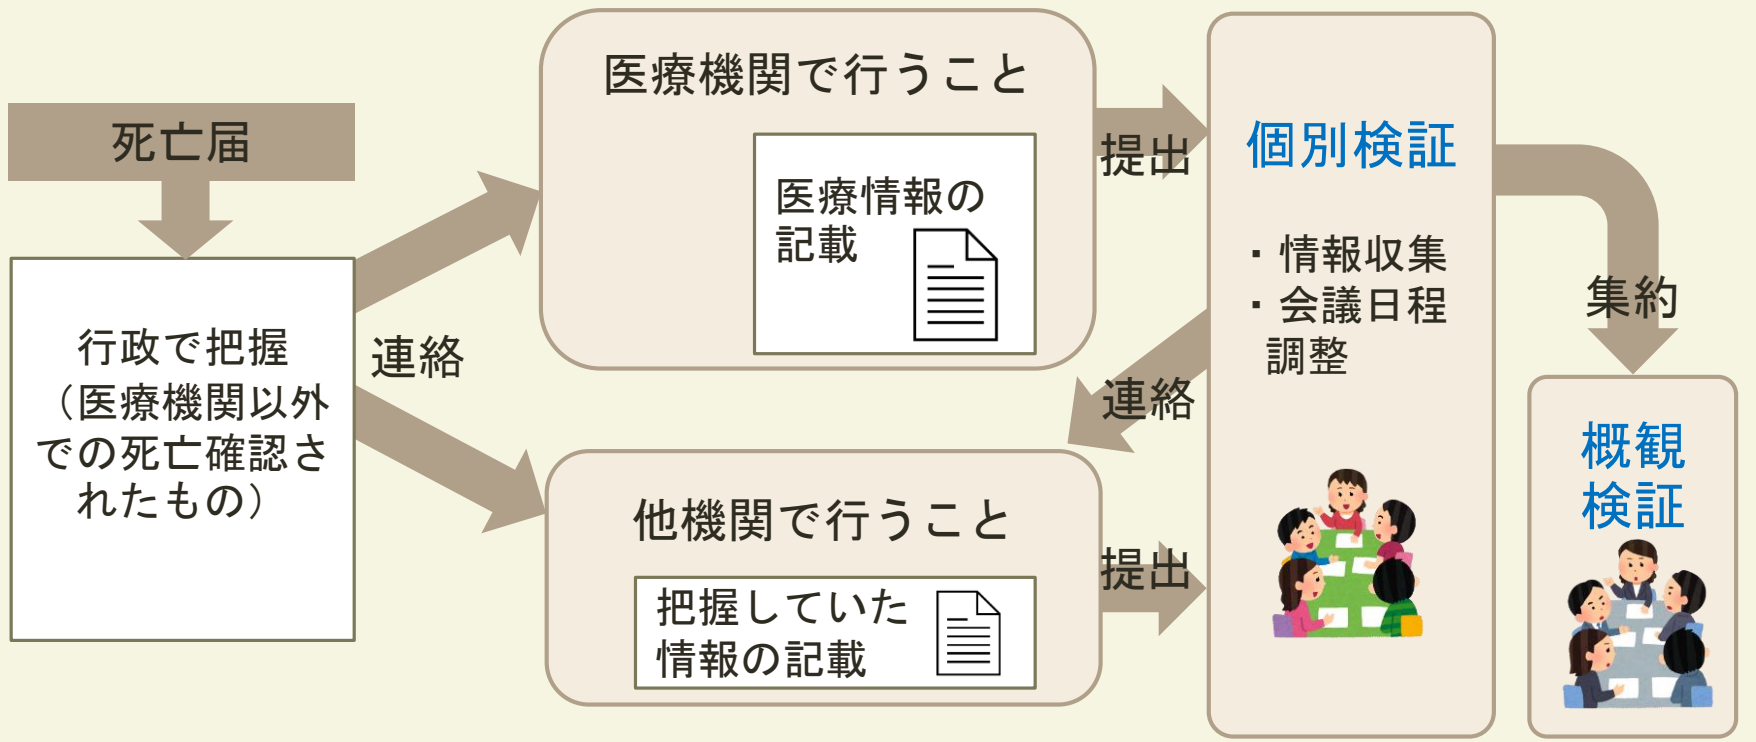 死亡届
行政で把握
（医療機関以外
での死亡確認さ
れたもの）
連絡
医療機関で行うこと
医療情報の
記載
提出
他機関で行うこと
把握していた
情報の記載
提出
連絡
個別検証
・情報収集
・会議日程
調整
集約
概観
検証